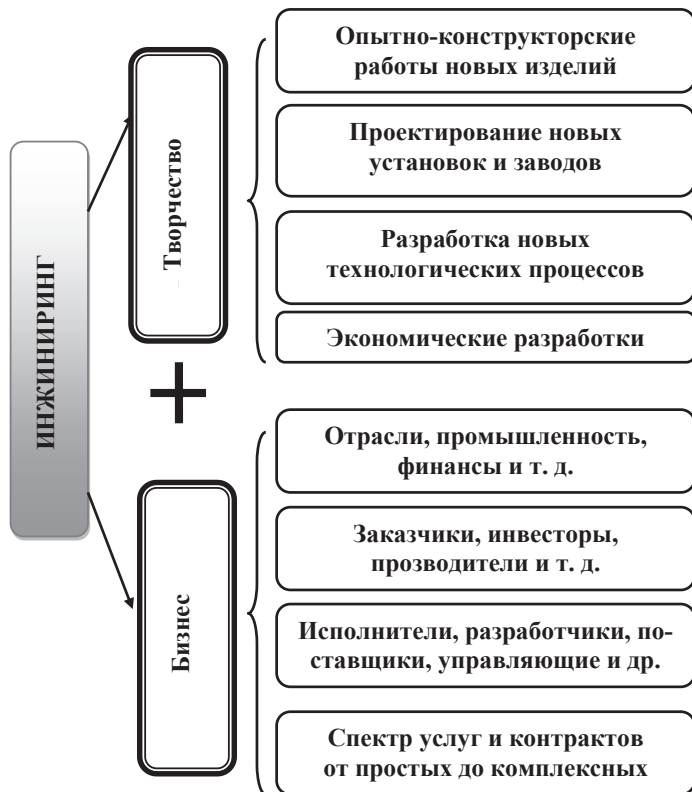 ИНЖИНИРИНГ
Творчество
Опытно-конструкторские
работы новых изделий
Проектирование новых
установок и заводов
Разработка новых
технологических процессов
Экономические разработки
+
Бизнес
Отрасли, промышленность,
финансы и т. д.
Заказчики, инвесторы,
прозводители и т. д.
Исполнители, разработчики, по-
ставщики, управляющие и др.
Спектр услуг и контрактов
от простых до комплексных